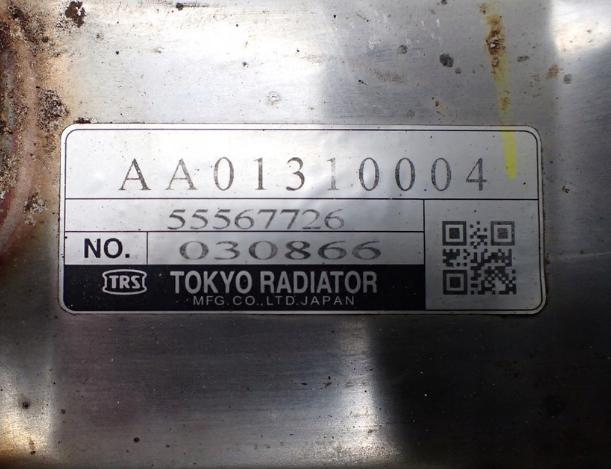 AA01310004
55567726
NO. 030866
TRS TOKYO RADIATOR
MFG.CO.,LTD.JAPAN